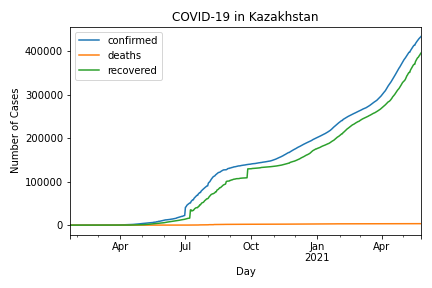 COVID-19 in Kazakhstan
confirmed
deaths
recovered
Number of Cases
400000
300000
200000
100000
0
Apr
Jul
Oct
Jan
2021
Apr
Day